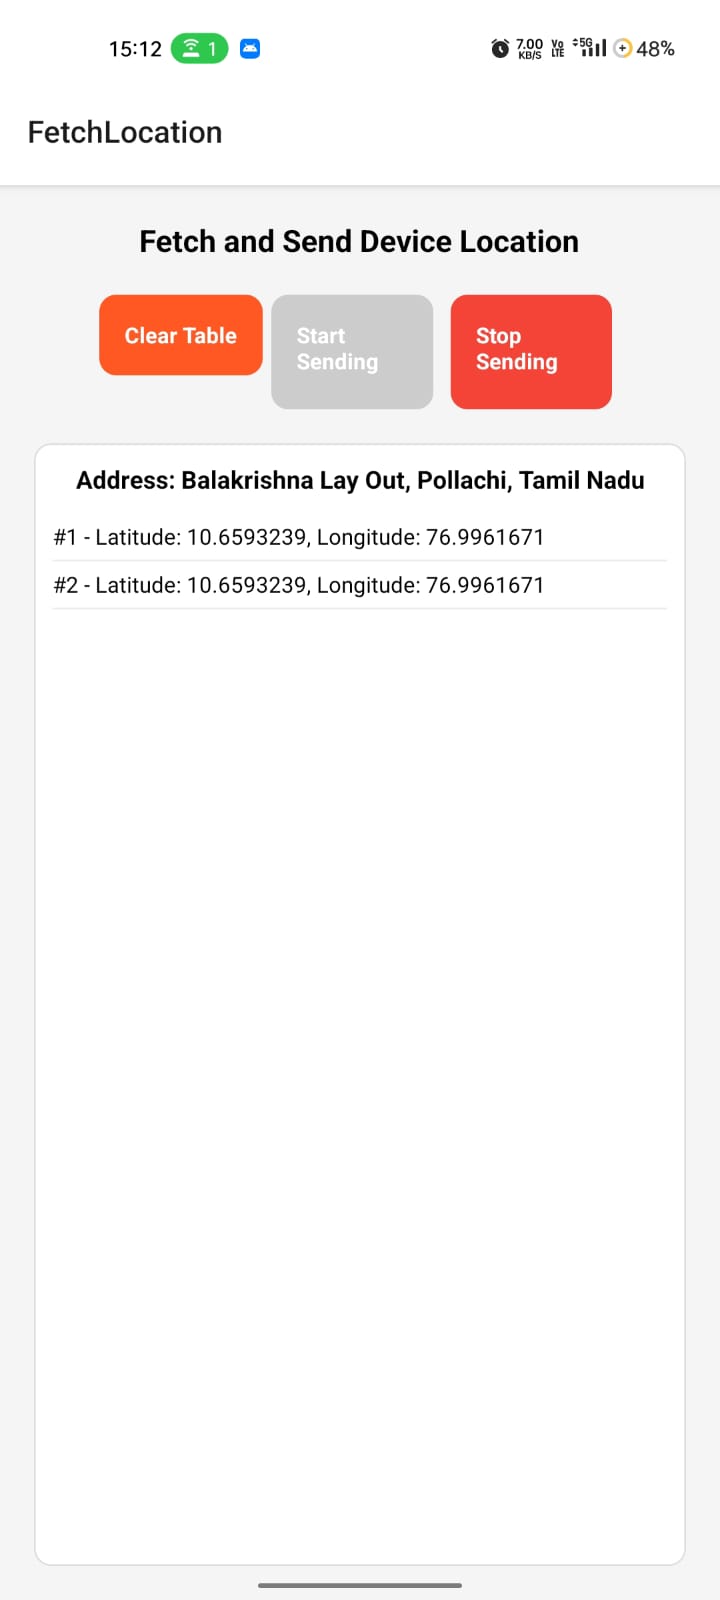 15:12 1 7.00 KB/S Vo LTE 5G 48%
FetchLocation
Fetch and Send Device Location
Clear Table
Start
Sending
Stop
Sending
Address: Balakrishna Lay Out, Pollachi, Tamil Nadu
#1 - Latitude: 10.6593239, Longitude: 76.9961671
#2 - Latitude: 10.6593239, Longitude: 76.9961671